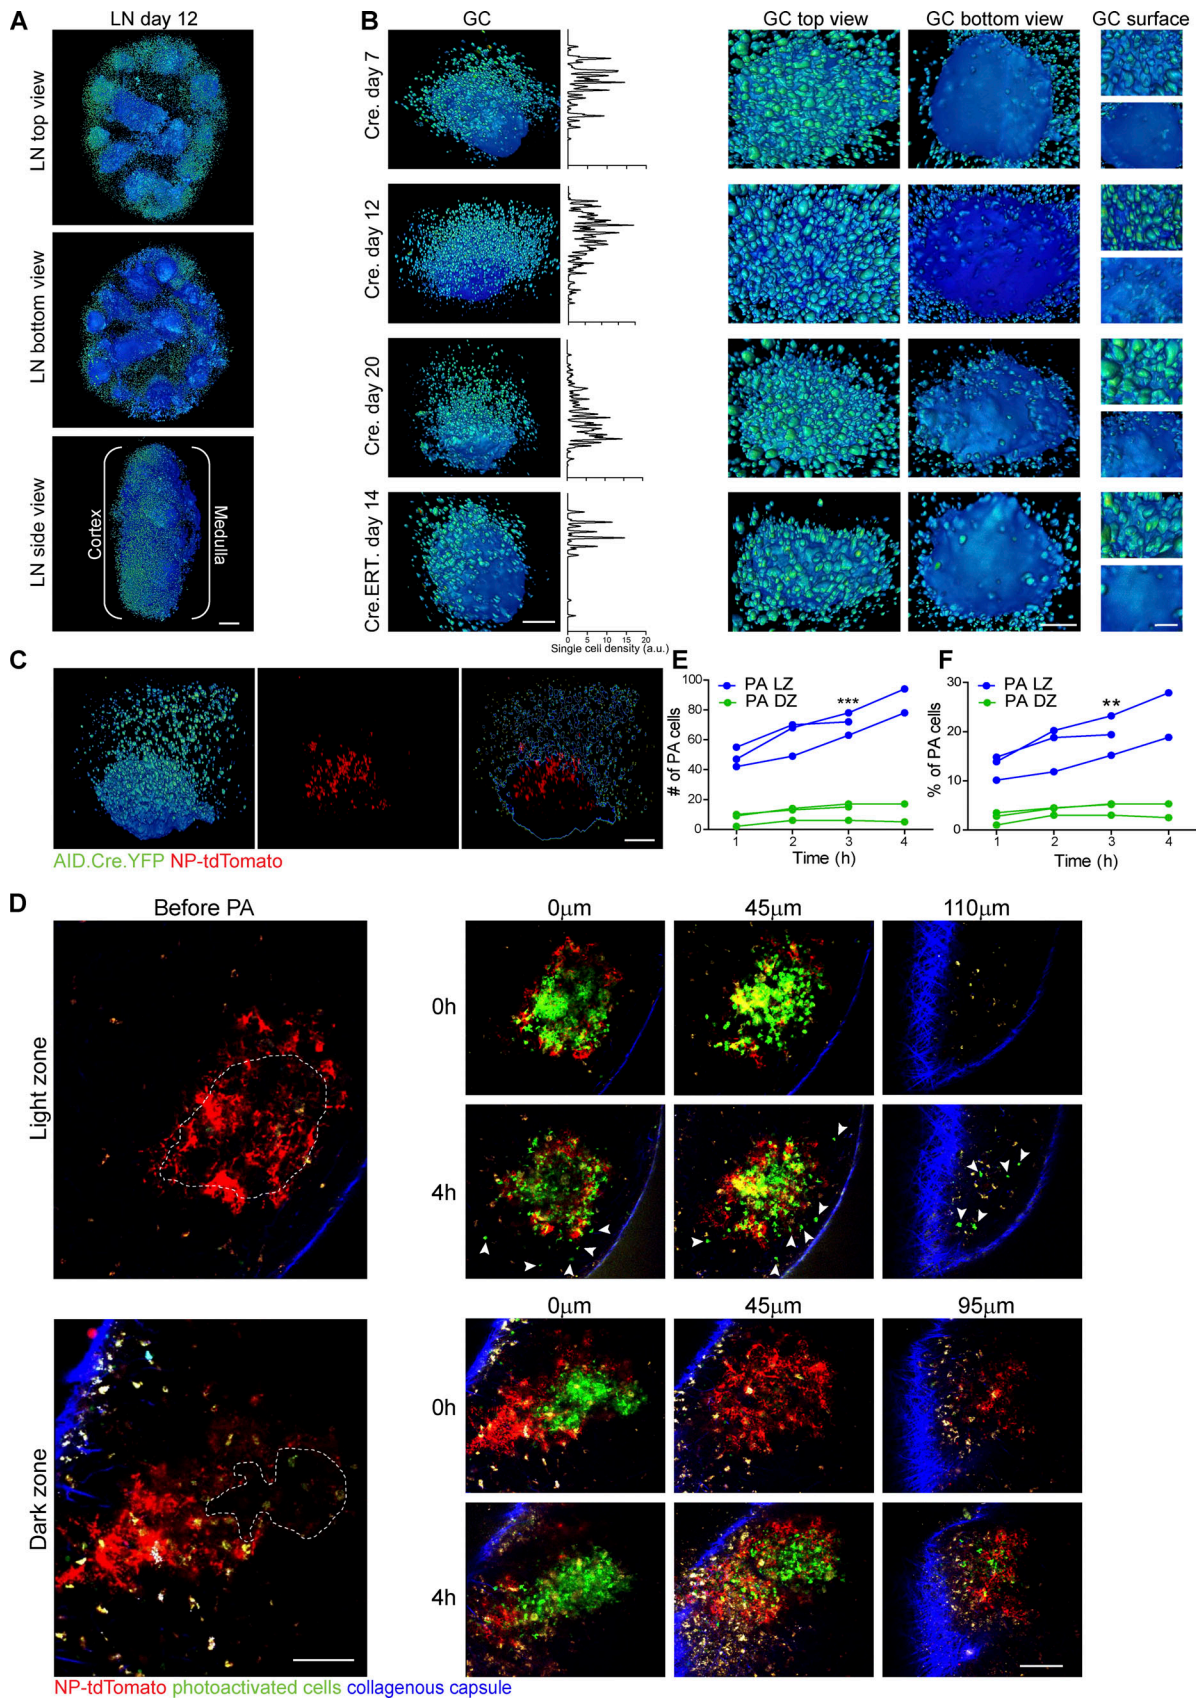 A
LN day 12
LN top view
LN bottom view
LN side view
Cortex
Medulla
B
GC
GC top view
GC bottom view
GC surface
Cre. day 7
Cre. day 12
Cre. day 20
Cre.ERT. day 14
0 5 10 15 20
Single cell density (a.u.)
C
AID.Cre.YFP NP-tdTomato
E
PA LZ
PA DZ
***
# of PA cells
100
80
60
40
20
0
1 2 3 4
Time (h)
F
PA LZ
PA DZ
**
% of PA cells
30
20
10
0
1 2 3 4
Time (h)
D
Before PA
0µm 45µm 110µm
Light zone
0h
4h
0µm 45µm 95µm
Dark zone
0h
4h
NP-tdTomato photoactivated cells collagenous capsule